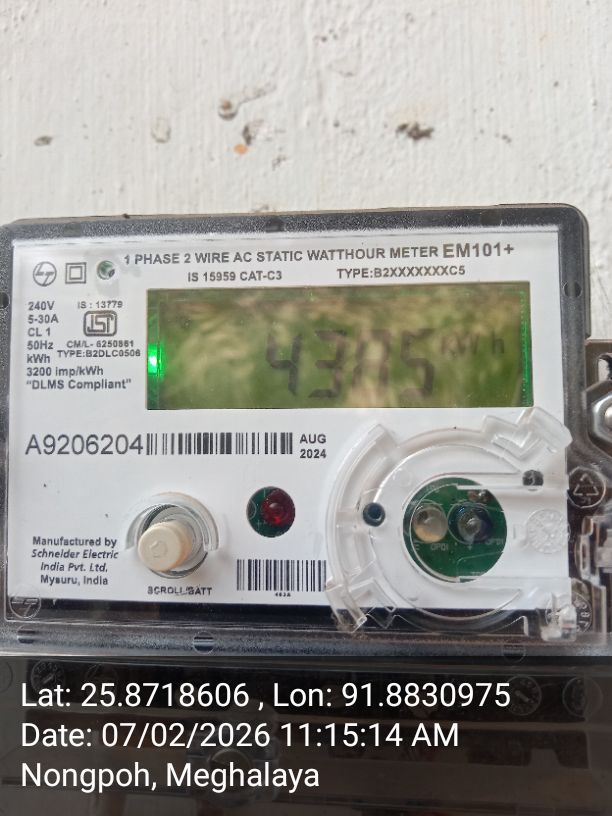 1 PHASE 2 WIRE AC STATIC WATTHOUR METER EM101+
IS 15959 CAT-C3 TYPE:B2XXXXXXXC5
240V
5-30A
CL 1
50Hz
kWh
3200 imp/kWh
"DLMS Compliant"
IS : 13779
ISI
CM/L- 6250861
TYPE:B2DLC0506
kWh
A9206204
AUG
2024
Manufactured by
Schneider Electric
India Pvt. Ltd.
Mysuru, India
SCROLL/BATT
Lat: 25.8718606 , Lon: 91.8830975
Date: 07/02/2026 11:15:14 AM
Nongpoh, Meghalaya